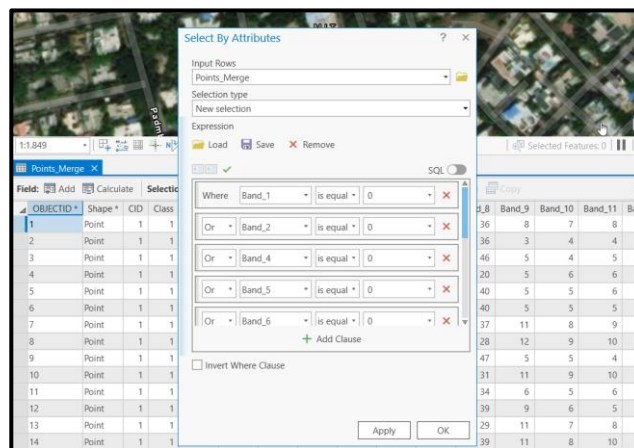 Select By Attributes ? ×
Input Rows
Points_Merge
Selection type
New selection
Expression
Load Save Remove
SQL
Where Band_1 is equal 0
Or Band_2 is equal 0
Or Band_4 is equal 0
Or Band_5 is equal 0
Or Band_6 is equal 0
+ Add Clause
Invert Where Clause
Apply OK
1:1.849 Selected Features: 0
Points_Merge ×
Field: Add Calculate Copy
OBJECTID * Shape * CID Class d_8 Band_9 Band_10 Band_11
1 Point 1 1 36 8 7 8
2 Point 1 1 36 3 4 4
3 Point 1 1 46 5 4 5
4 Point 1 1 20 5 6 6
5 Point 1 1 40 5 5 6
6 Point 1 1 40 5 5 5
7 Point 1 1 37 11 8 9
8 Point 1 1 28 12 9 10
9 Point 1 1 47 5 5 4
10 Point 1 1 31 11 9 10
11 Point 1 1 34 6 5 6
12 Point 1 1 39 9 6 5
13 Point 1 1 29 11 7 8
14 Point 1 1 39 11 8 10